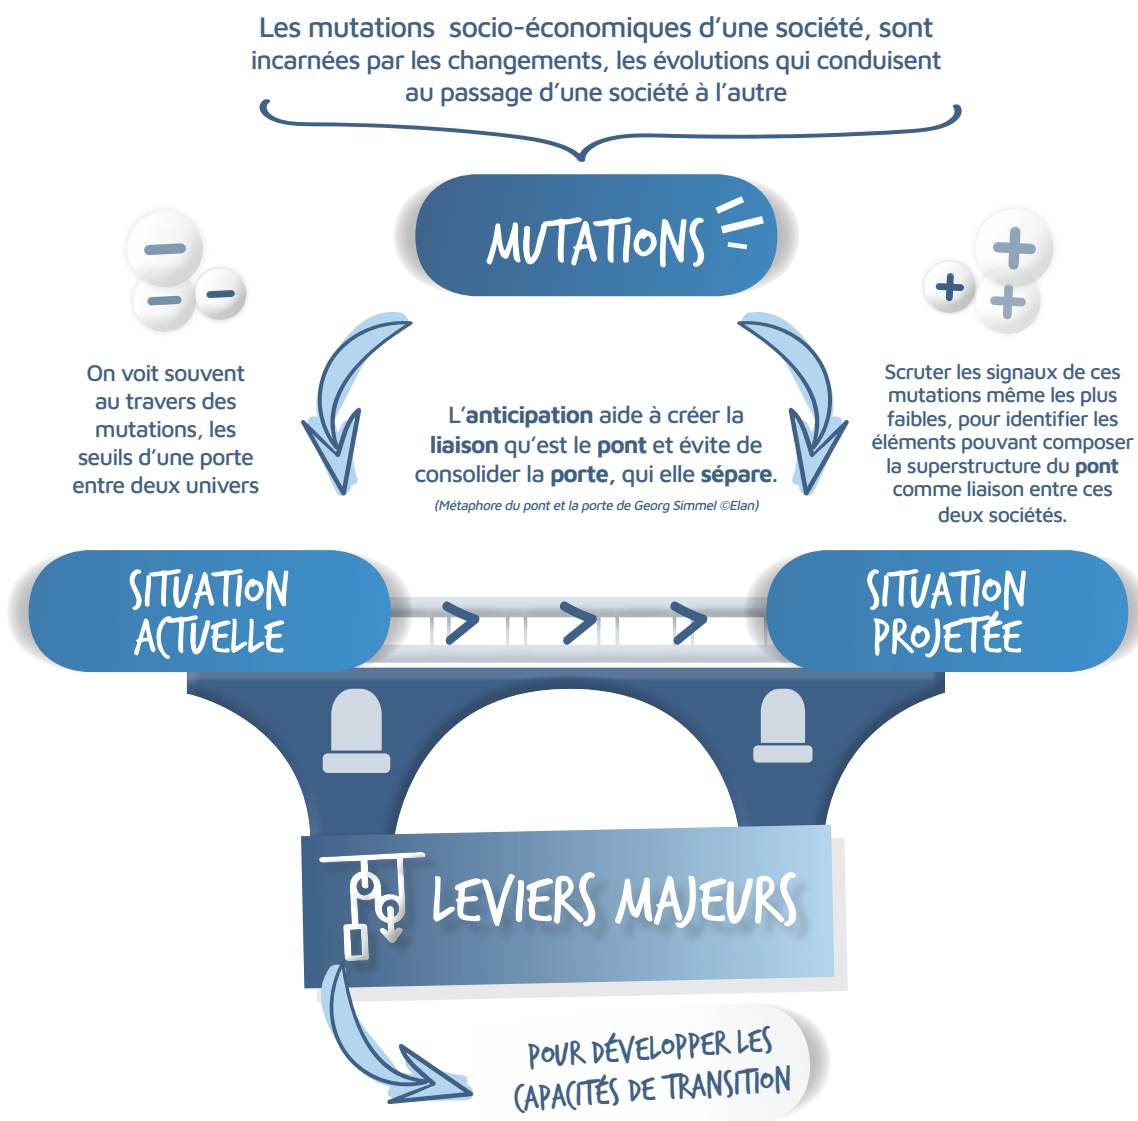 Les mutations socio-économiques d'une société, sont
incarnées par les changements, les évolutions qui conduisent
au passage d'une société à l'autre
MUTATIONS
On voit souvent
au travers des
mutations, les
seuils d'une porte
entre deux univers
L'anticipation aide à créer la
liaison qu'est le pont et évite de
consolider la porte, qui elle sépare.
(Métaphore du pont et la porte de Georg Simmel ©Elan)
Scruter les signaux de ces
mutations même les plus
faibles, pour identifier les
éléments pouvant composer
la superstructure du pont
comme liaison entre ces
deux sociétés.
SITUATION
ACTUELLE
SITUATION
PROJETÉE
LEVIERS MAJEURS
POUR DÉVELOPPER LES
CAPACITÉS DE TRANSITION